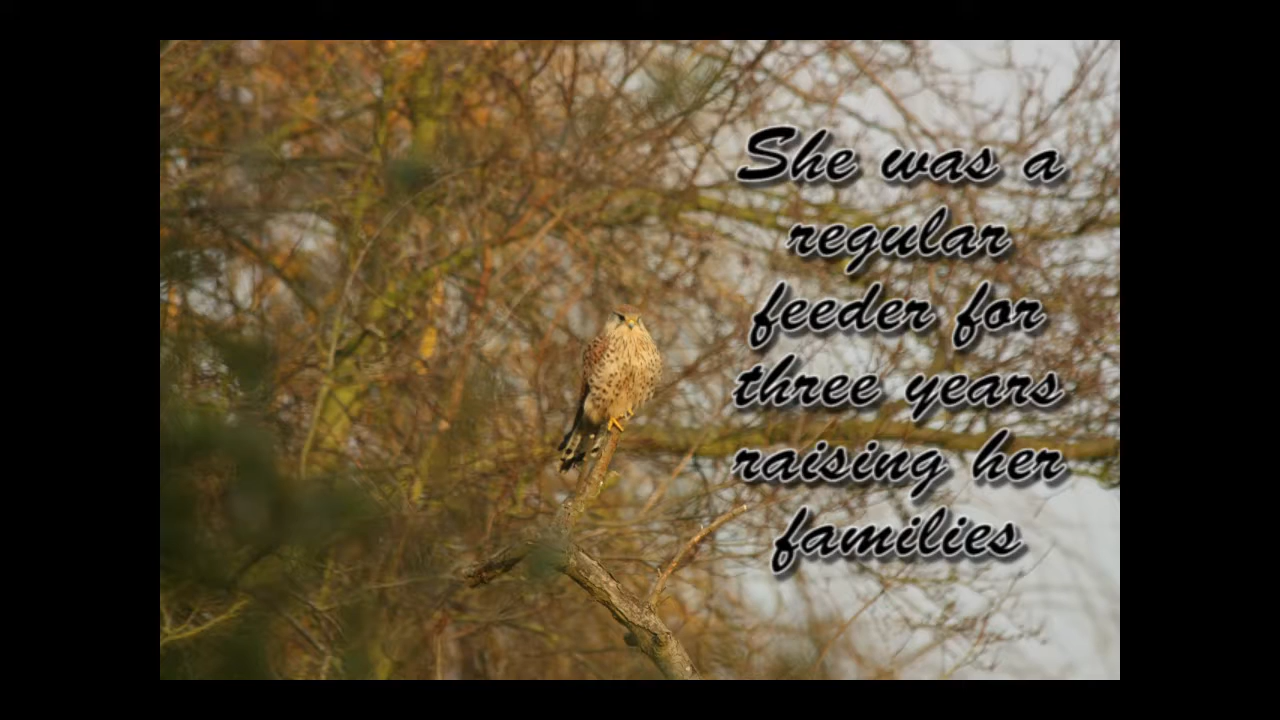 She was a
regular
feeder for
three years
raising her
families